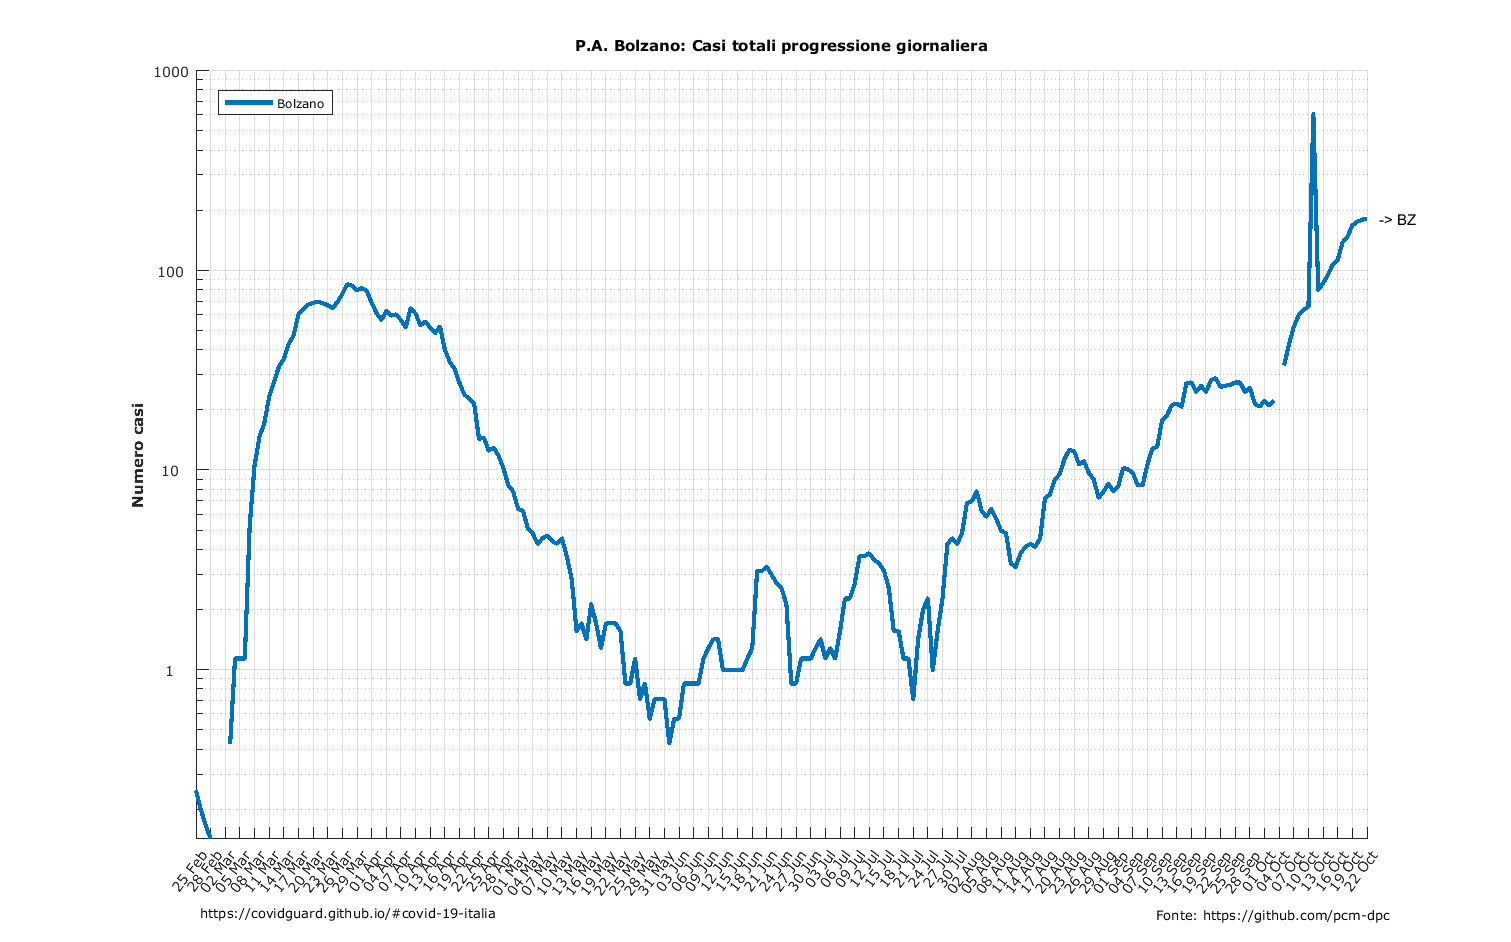 P.A. Bolzano: Casi totali progressione giornaliera
Bolzano
1000
100
10
1
Numero casi
-> BZ
25 Feb
28 Feb
02 Mar
05 Mar
08 Mar
11 Mar
14 Mar
17 Mar
20 Mar
23 Mar
26 Mar
29 Mar
01 Apr
04 Apr
07 Apr
10 Apr
13 Apr
16 Apr
19 Apr
22 Apr
25 Apr
28 Apr
01 May
04 May
07 May
10 May
13 May
16 May
19 May
22 May
25 May
28 May
31 May
03 Jun
06 Jun
09 Jun
12 Jun
15 Jun
18 Jun
21 Jun
24 Jun
27 Jun
30 Jun
03 Jul
06 Jul
09 Jul
12 Jul
15 Jul
18 Jul
21 Jul
24 Jul
27 Jul
30 Jul
02 Aug
05 Aug
08 Aug
11 Aug
14 Aug
17 Aug
20 Aug
23 Aug
26 Aug
29 Aug
01 Sep
04 Sep
07 Sep
10 Sep
13 Sep
16 Sep
19 Sep
22 Sep
25 Sep
28 Sep
01 Oct
04 Oct
07 Oct
10 Oct
13 Oct
16 Oct
19 Oct
22 Oct
https://covidguard.github.io/#covid-19-italia
Fonte: https://github.com/pcm-dpc